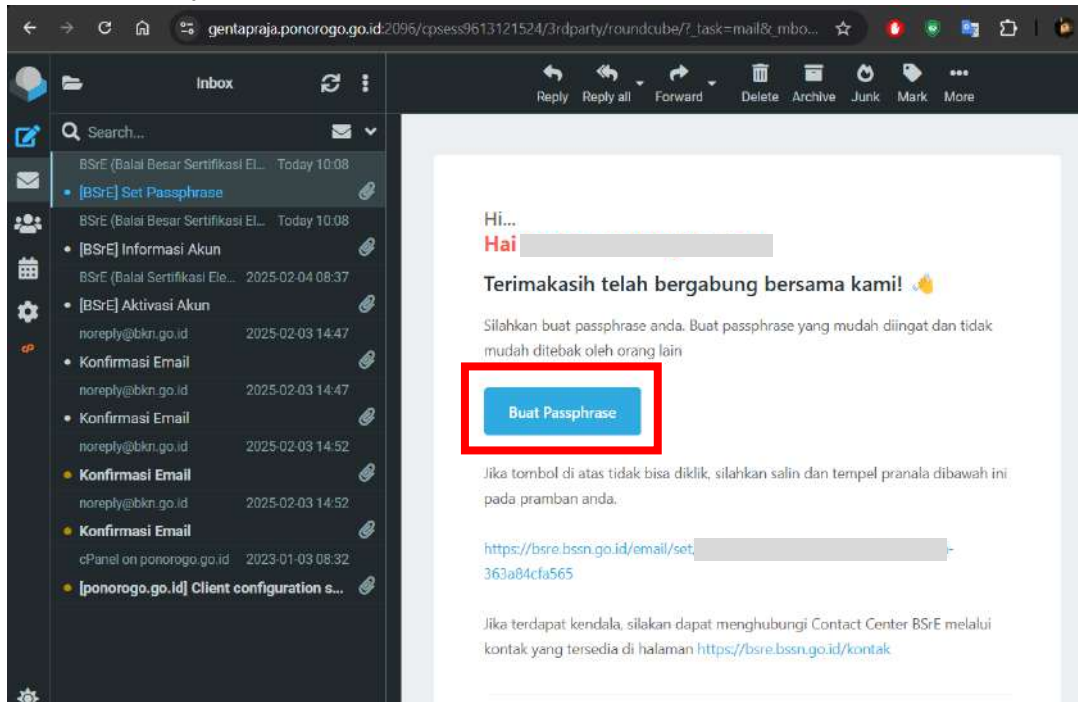 gentapraja.ponorogo.go.id:2096/cpsess9613121524/3rdparty/roundcube/?_task=mail&_mbo...
Inbox
Reply Reply all Forward Delete Archive Junk Mark More
Search...
BSrE (Balai Besar Sertifikasi El... Today 10:08
[BSrE] Set Passphrase
BSrE (Balai Besar Sertifikasi El... Today 10:08
[BSrE] Informasi Akun
BSrE (Balai Sertifikasi Ele... 2025-02-04 08:37
[BSrE] Aktivasi Akun
noreply@bkn.go.id 2025-02-03 14:47
Konfirmasi Email
noreply@bkn.go.id 2025-02-03 14:47
Konfirmasi Email
noreply@bkn.go.id 2025-02-03 14:52
Konfirmasi Email
noreply@bkn.go.id 2025-02-03 14:52
Konfirmasi Email
cPanel on ponorogo.go.id 2023-01-03 08:32
[ponorogo.go.id] Client configuration s...
Hi...
Hai
Terimakasih telah bergabung bersama kami! 👋
Silahkan buat passphrase anda. Buat passphrase yang mudah diingat dan tidak
mudah ditebak oleh orang lain
Buat Passphrase
Jika tombol di atas tidak bisa diklik, silahkan salin dan tempel pranala dibawah ini
pada pramban anda.
https://bsre.bssn.go.id/email/set
363a84cfa565
Jika terdapat kendala, silakan dapat menghubungi Contact Center BSrE melalui
kontak yang tersedia di halaman https://bsre.bssn.go.id/kontak